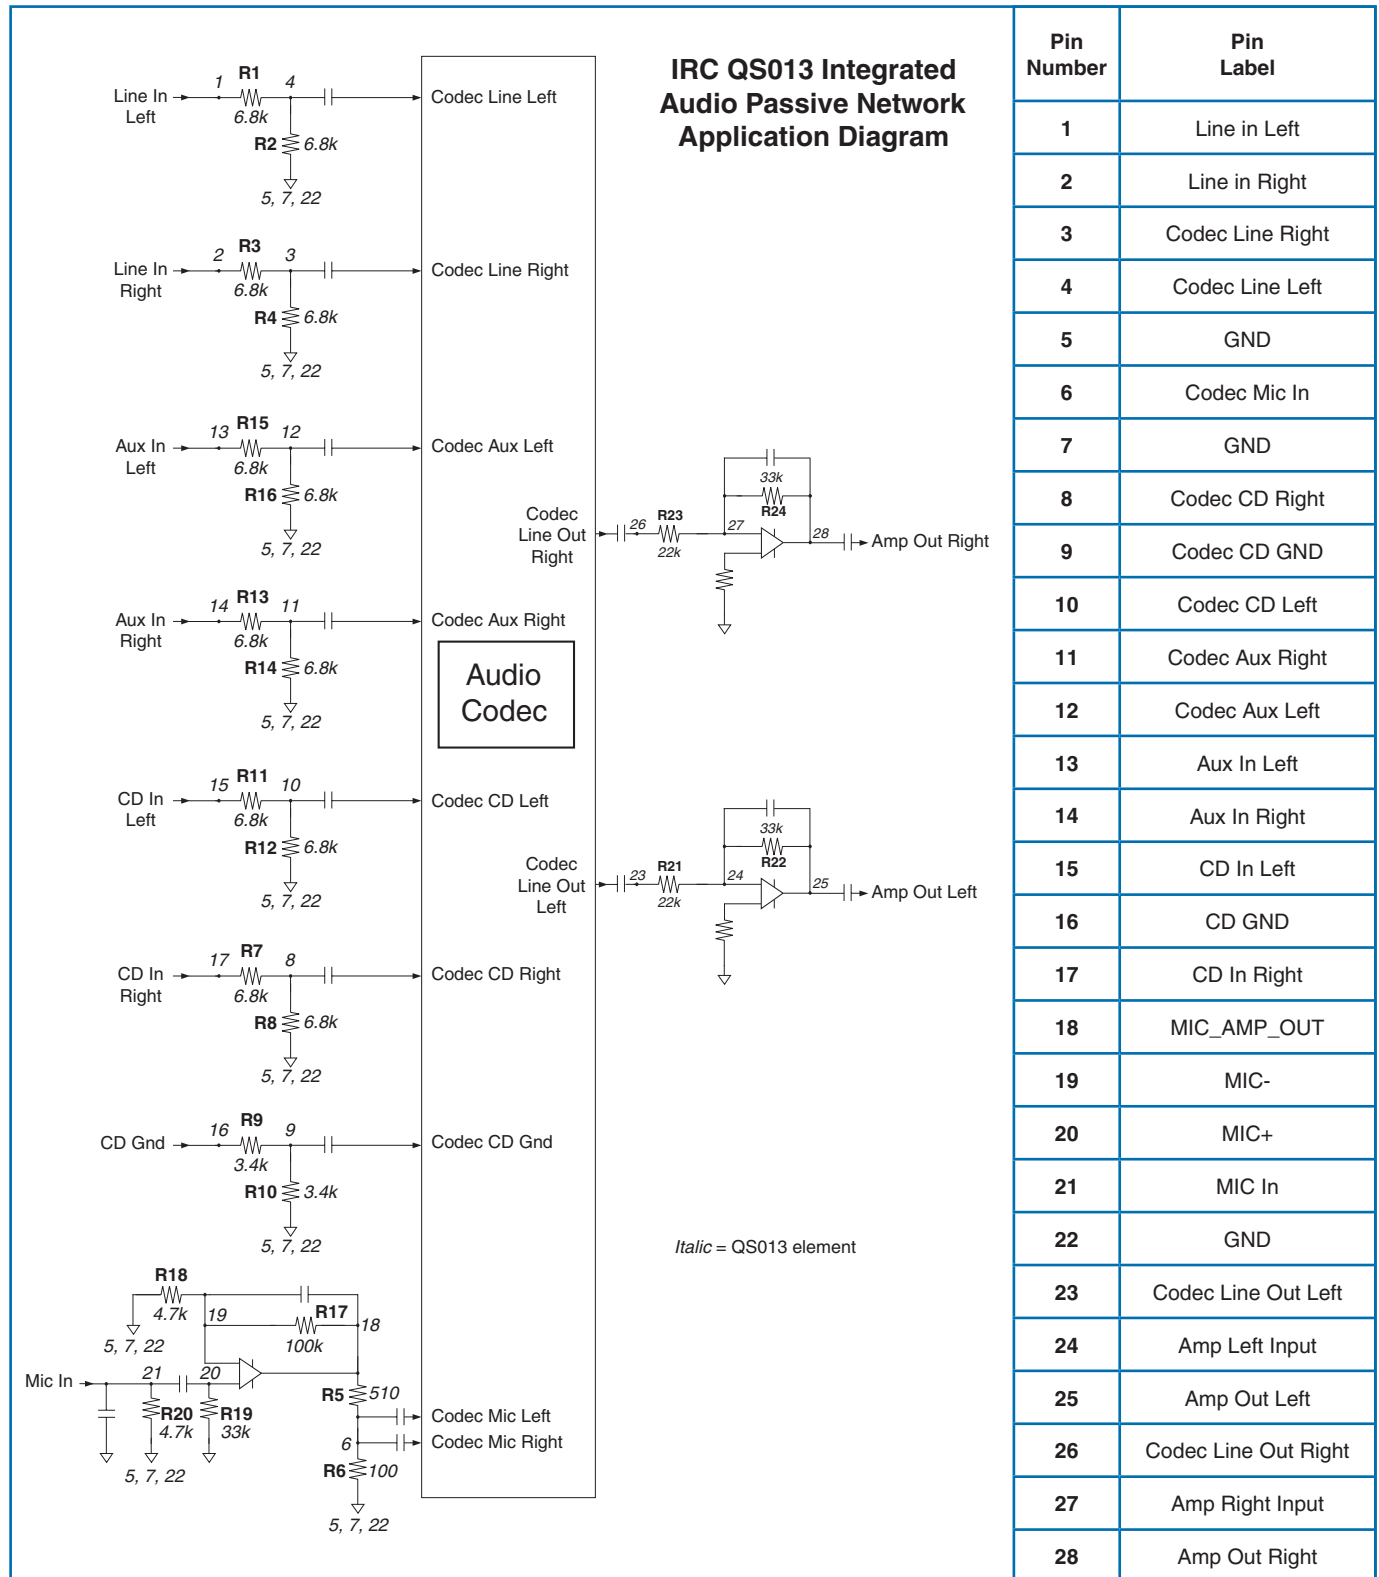 IRC QS013 Integrated
Audio Passive Network
Application Diagram
Line In
Left
1
R1
6.8k
4
R2
6.8k
5, 7, 22
Codec Line Left
Line In
Right
2
R3
6.8k
3
R4
6.8k
5, 7, 22
Codec Line Right
Aux In
Left
13
R15
6.8k
12
R16
6.8k
5, 7, 22
Codec Aux Left
Aux In
Right
14
R13
6.8k
11
R14
6.8k
5, 7, 22
Codec Aux Right
Audio
Codec
CD In
Left
15
R11
6.8k
10
R12
6.8k
5, 7, 22
Codec CD Left
CD In
Right
17
R7
6.8k
8
R8
6.8k
5, 7, 22
Codec CD Right
CD Gnd
16
R9
3.4k
9
R10
3.4k
5, 7, 22
Codec CD Gnd
R18
4.7k
5, 7, 22
19
R17
100k
18
Mic In
21
20
R20
4.7k
R19
33k
5, 7, 22
R5
510
Codec Mic Left
6
Codec Mic Right
R6
100
5, 7, 22
Codec
Line Out
Right
26
R23
22k
27
33k
R24
28
Amp Out Right
Codec
Line Out
Left
23
R21
22k
24
33k
R22
25
Amp Out Left
Italic = QS013 element
Pin Number Pin Label
1 Line in Left
2 Line in Right
3 Codec Line Right
4 Codec Line Left
5 GND
6 Codec Mic In
7 GND
8 Codec CD Right
9 Codec CD GND
10 Codec CD Left
11 Codec Aux Right
12 Codec Aux Left
13 Aux In Left
14 Aux In Right
15 CD In Left
16 CD GND
17 CD In Right
18 MIC_AMP_OUT
19 MIC-
20 MIC+
21 MIC In
22 GND
23 Codec Line Out Left
24 Amp Left Input
25 Amp Out Left
26 Codec Line Out Right
27 Amp Right Input
28 Amp Out Right